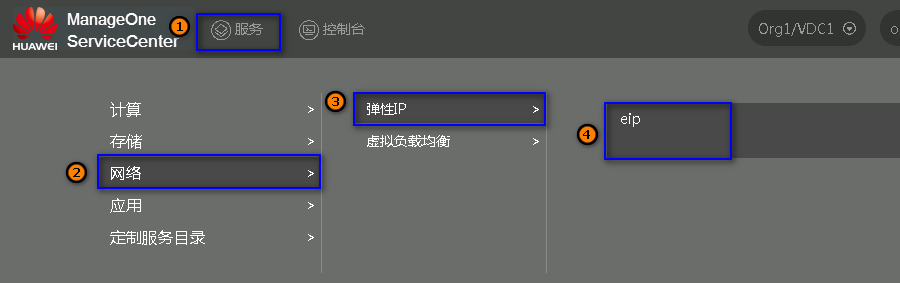 HUAWEI
ManageOne
ServiceCenter
1
服务
控制台
Org1/VDC1
o
计算 >
存储 >
2 网络 >
应用 >
定制服务目录 >
3 弹性IP >
虚拟负载均衡 >
4 eip